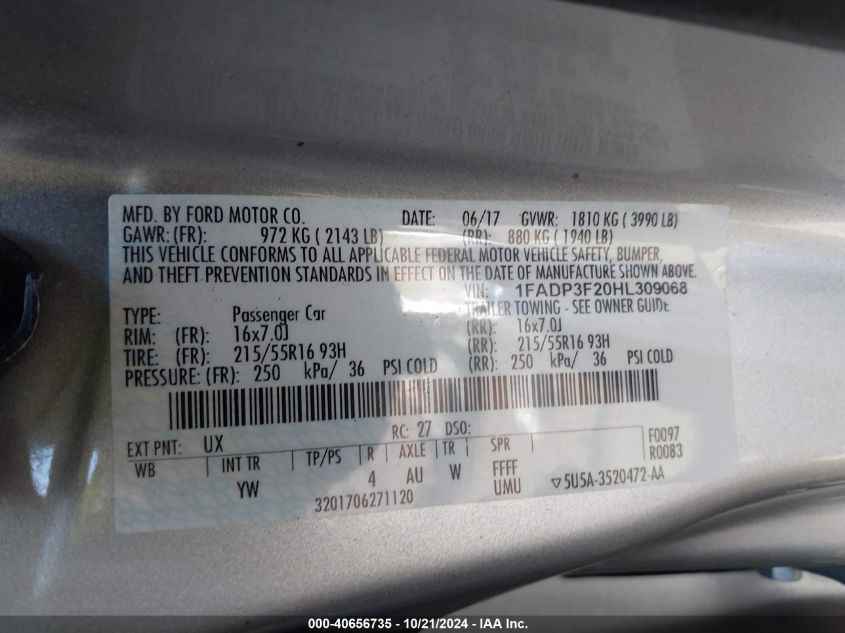 MFD. BY FORD MOTOR CO. DATE: 06/17 GVWR: 1810 KG ( 3990 LB)
GAWR: (FR): 972 KG ( 2143 LB) (RR): 880 KG ( 1940 LB)
THIS VEHICLE CONFORMS TO ALL APPLICABLE FEDERAL MOTOR VEHICLE SAFETY, BUMPER,
AND THEFT PREVENTION STANDARDS IN EFFECT ON THE DATE OF MANUFACTURE SHOWN ABOVE.
VIN: 1FADP3F20HL309068
TYPE: Passenger Car TRAILER TOWING - SEE OWNER GUIDE
RIM: (FR): 16x7.0J (RR): 16x7.0J
TIRE: (FR): 215/55R16 93H (RR): 215/55R16 93H
PRESSURE: (FR): 250 kPa/ 36 PSI COLD (RR): 250 kPa/ 36 PSI COLD
RC: 27 DSO: F0097
EXT PNT: UX R0083
WB INT TR TP/PS R AXLE TR SPR
YW 4 AU W FFFF
UMU
3201706271120 ▽5U5A-3520472-AA
000-40656735 - 10/21/2024 - IAA Inc.